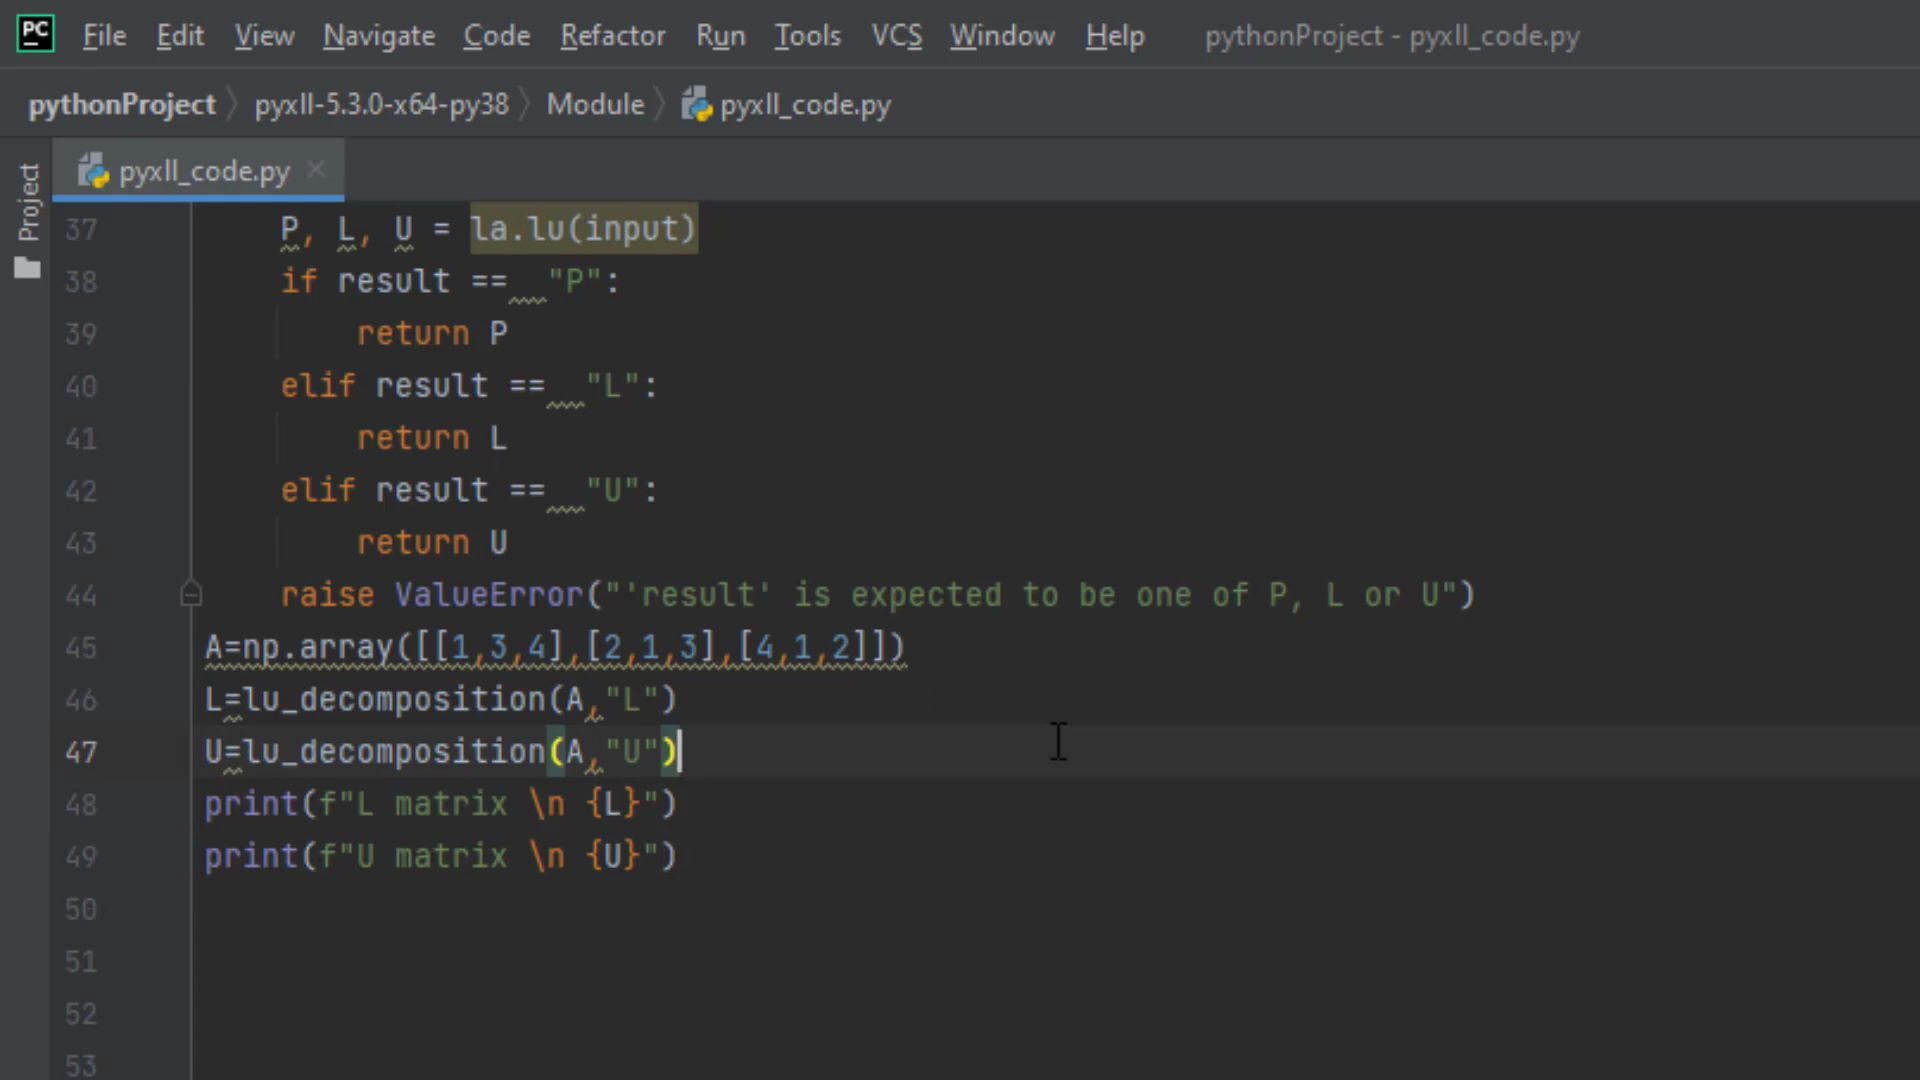 PC File Edit View Navigate Code Refactor Run Tools VCS Window Help pythonProject - pyxll_code.py
pythonProject pyxll-5.3.0-x64-py38 Module pyxll_code.py
Project
pyxll_code.py
37 P, L, U = la.lu(input)
38 if result ==  "P":
39 return P
40 elif result ==  "L":
41 return L
42 elif result ==  "U":
43 return U
44 raise ValueError("'result' is expected to be one of P, L or U")
45 A=np.array([[1,3,4],[2,1,3],[4,1,2]])
46 L=lu_decomposition(A,"L")
47 U=lu_decomposition(A,"U")
48 print(f"L matrix \n {L}")
49 print(f"U matrix \n {U}")
50
51
52
53